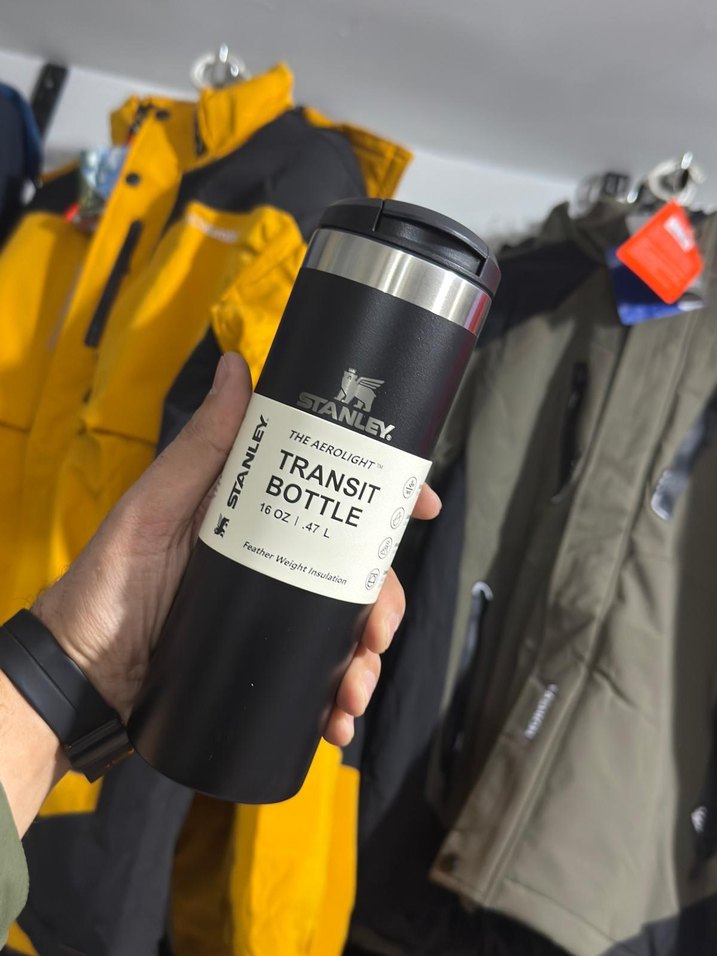 STANLEY.
STANLEY.
THE AEROLIGHT™
TRANSIT
BOTTLE
16 OZ | .47 L
Feather Weight Insulation